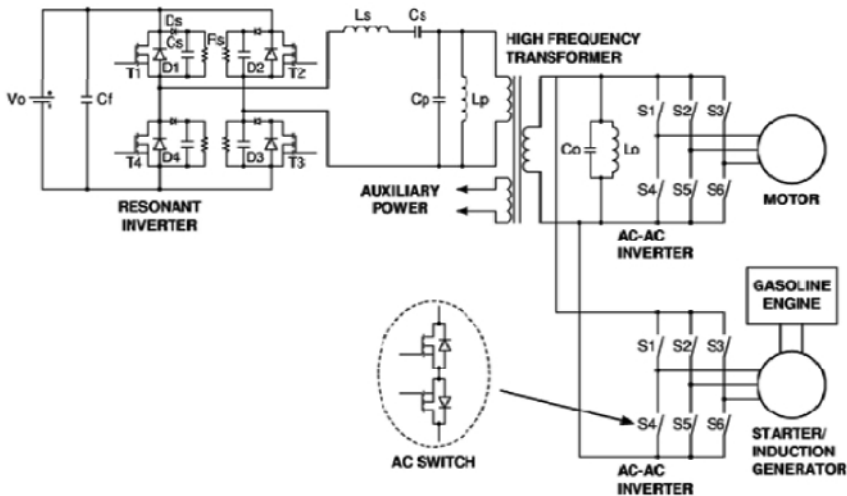 Ds
Cs
Rs
T1
D1
D2
T2
Vo
Cf
T4
D4
D3
T3
RESONANT
INVERTER
Ls
Cs
Cp
Lp
HIGH FREQUENCY
TRANSFORMER
AUXILIARY
POWER
Co
Lo
S1 S2 S3
S4 S5 S6
MOTOR
AC-AC
INVERTER
GASOLINE
ENGINE
S1 S2 S3
S4 S5 S6
STARTER/
INDUCTION
GENERATOR
AC-AC
INVERTER
AC SWITCH